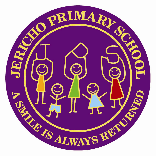 JERICHO PRIMARY SCHOOL
J P S
A SMILE IS ALWAYS RETURNED